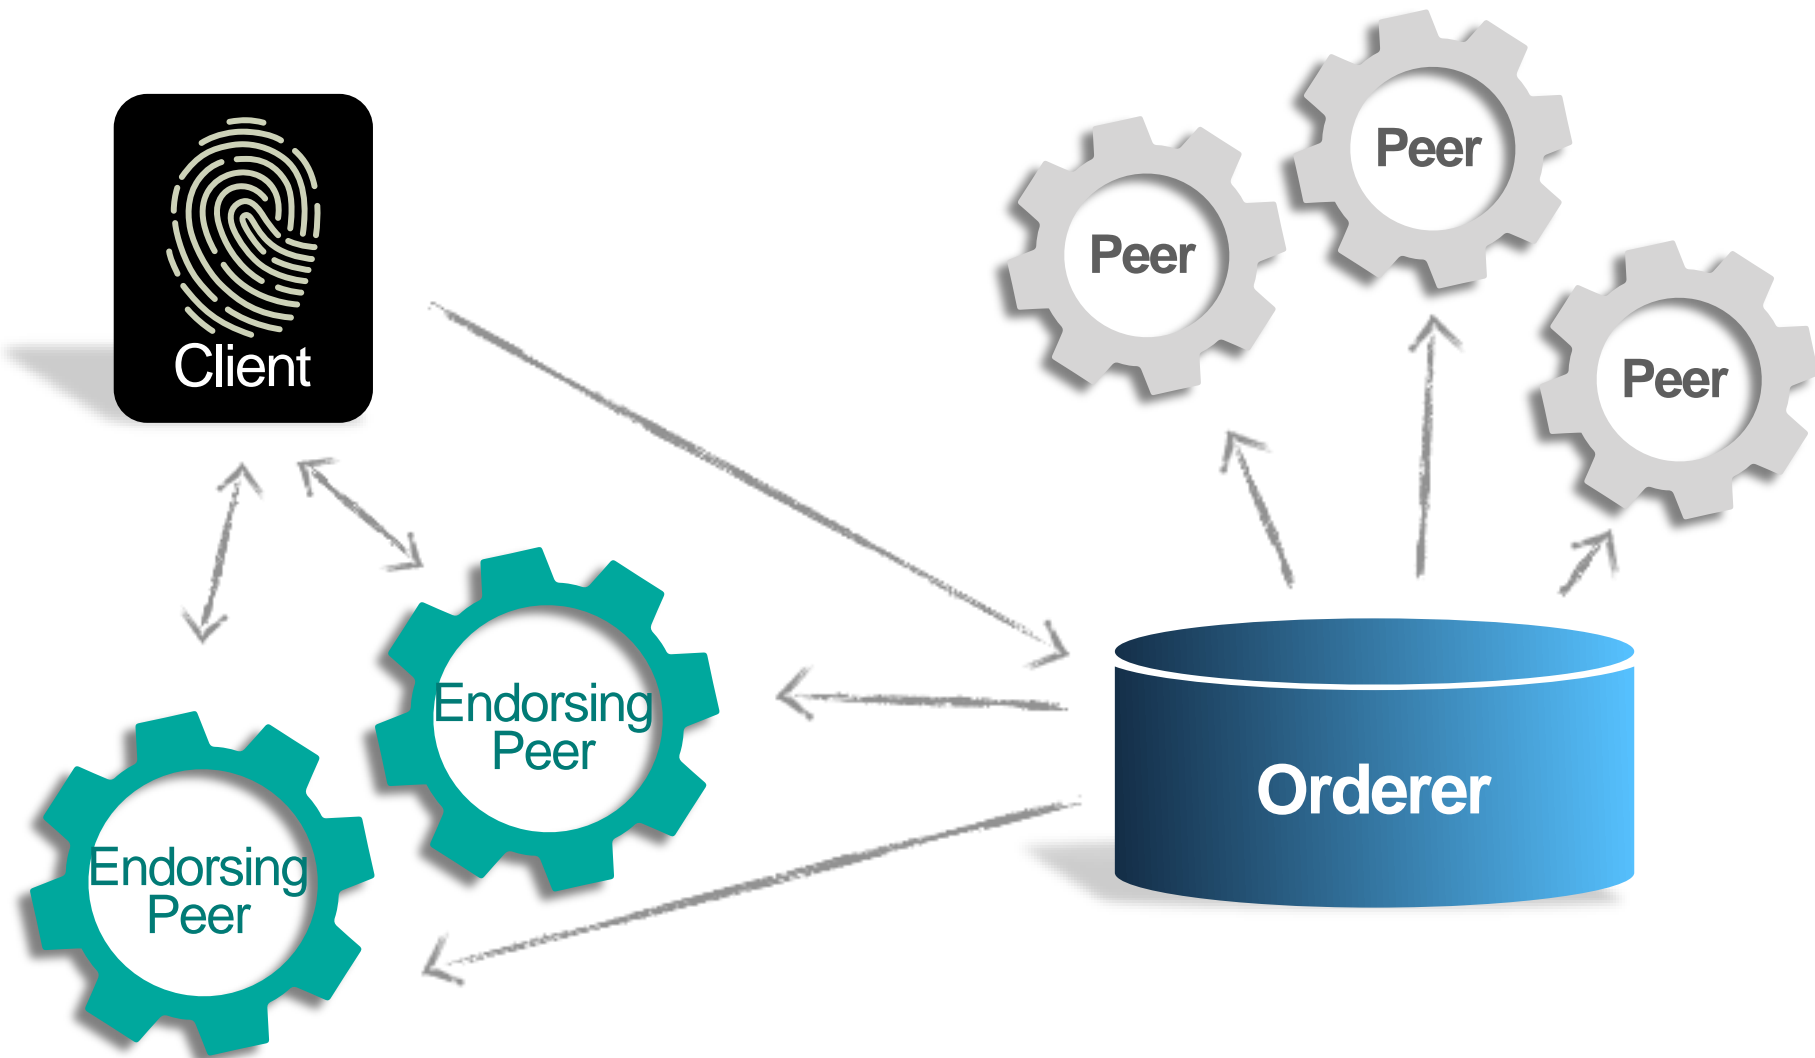 Peer
Peer
Client
Peer
Endorsing
Peer
Orderer
Endorsing
Peer